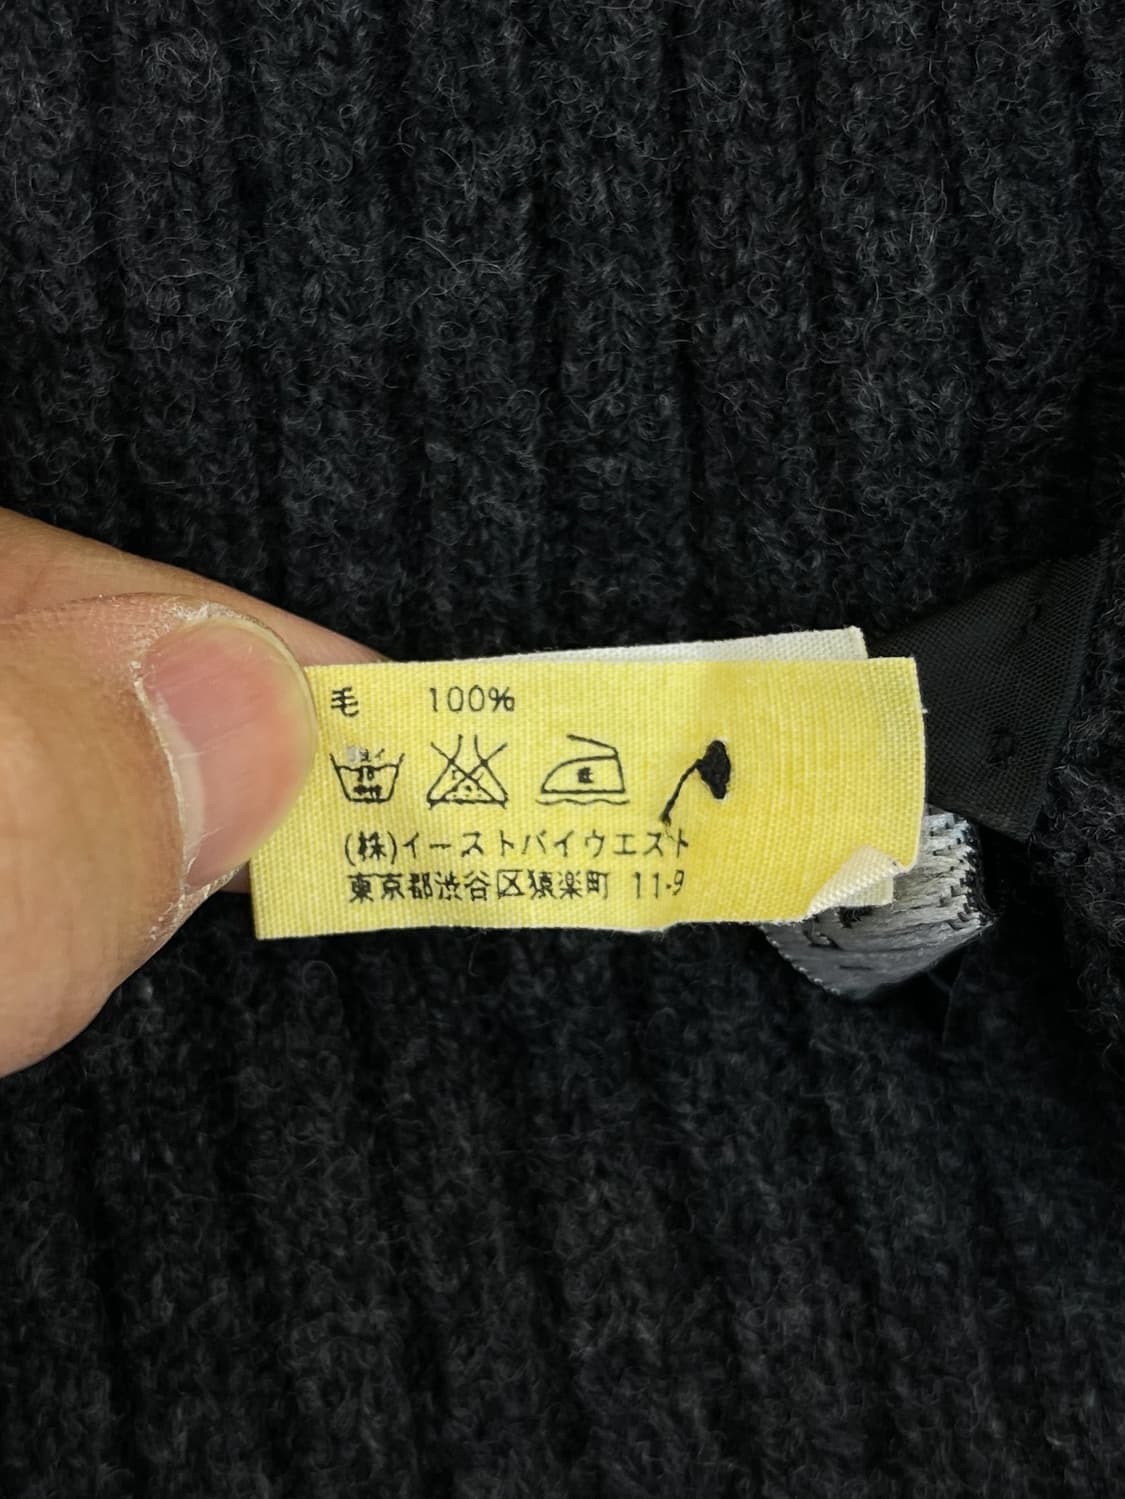 毛 100%
(株)イーストバイウエスト
東京都渋谷区猿楽町 11-9